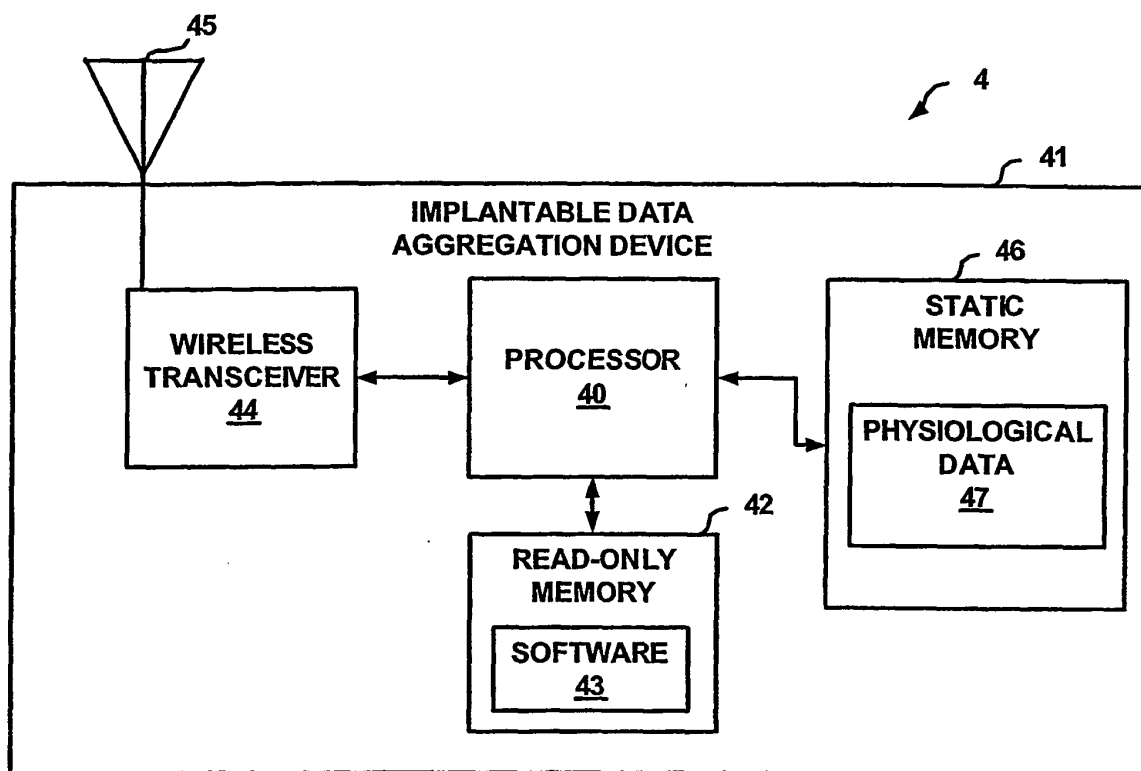 45
4
41
IMPLANTABLE DATA
AGGREGATION DEVICE
46
STATIC
MEMORY
WIRELESS
TRANSCEIVER
44
PROCESSOR
40
PHYSIOLOGICAL
DATA
47
42
READ-ONLY
MEMORY
SOFTWARE
43